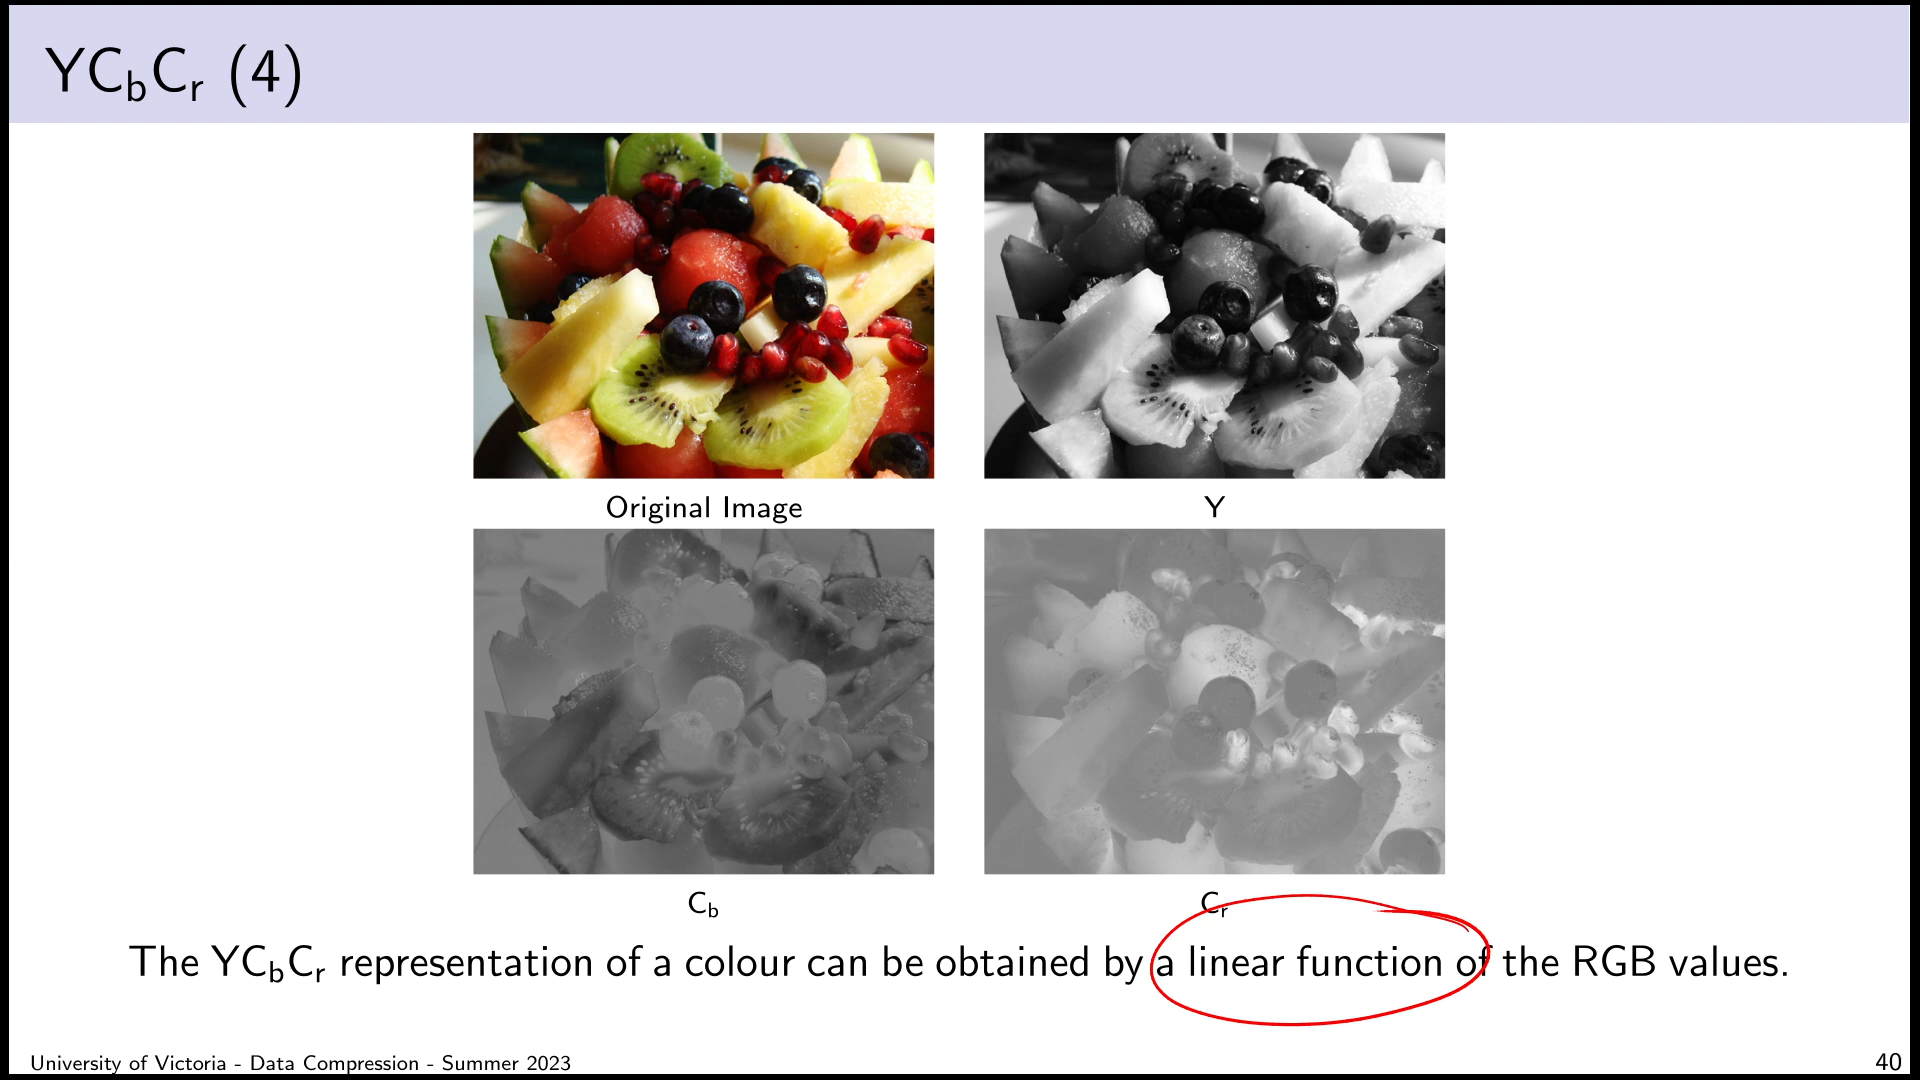 YCbCr (4)
Original Image
Y
Cb
Cr
The YCbCr representation of a colour can be obtained by a linear function of the RGB values.
University of Victoria - Data Compression - Summer 2023
40